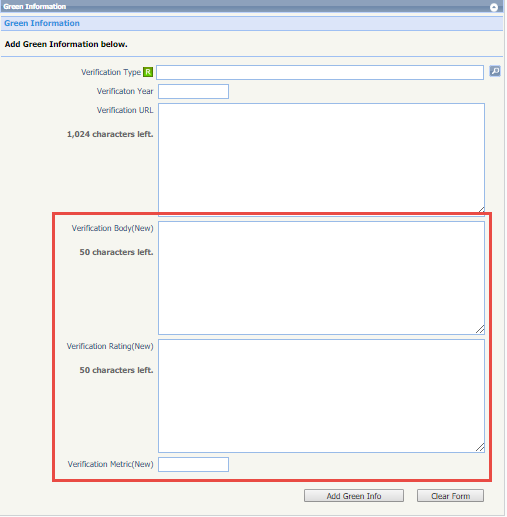 Green Information
Green Information
Add Green Information below.
Verification Type R
Verificaton Year
Verification URL
1,024 characters left.
Verification Body(New)
50 characters left.
Verification Rating(New)
50 characters left.
Verification Metric(New)
Add Green Info Clear Form